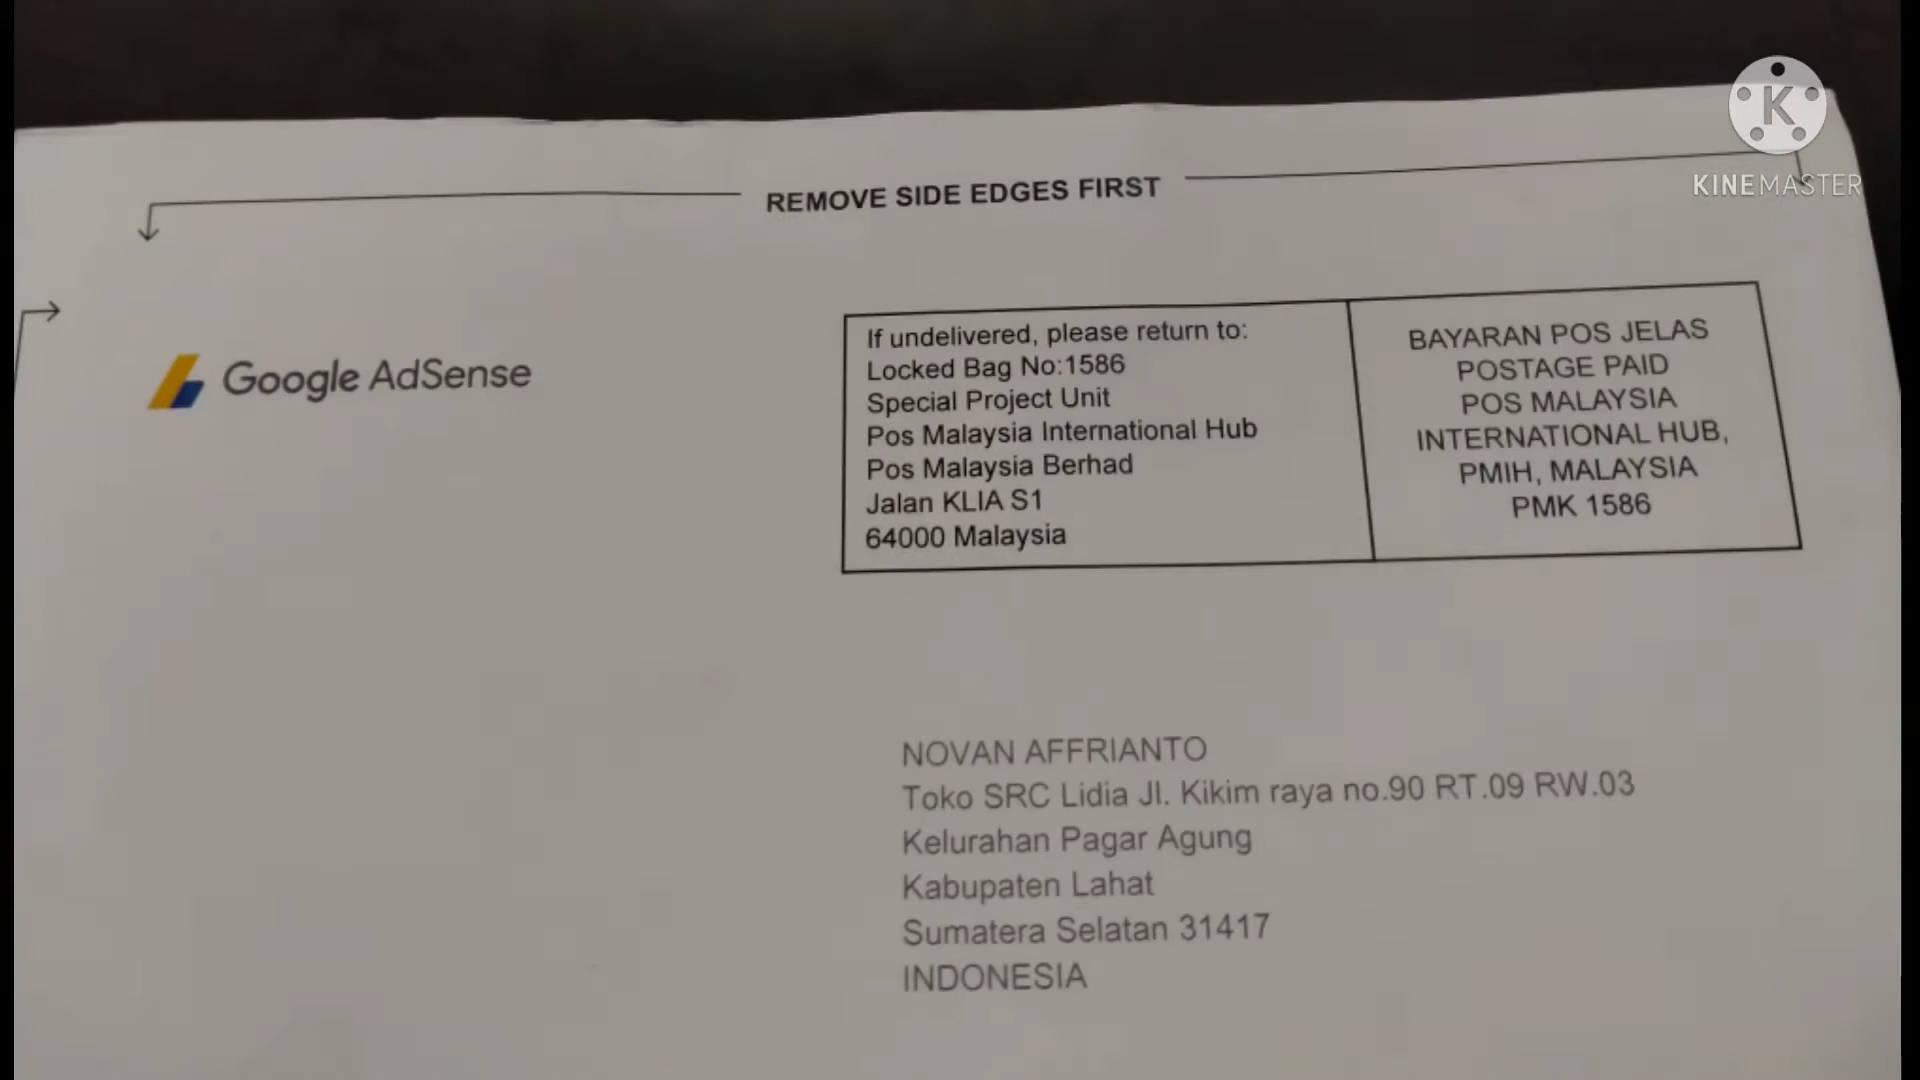 REMOVE SIDE EDGES FIRST
K
KINEMASTER
Google AdSense
If undelivered, please return to:
Locked Bag No:1586
Special Project Unit
Pos Malaysia International Hub
Pos Malaysia Berhad
Jalan KLIA S1
64000 Malaysia
BAYARAN POS JELAS
POSTAGE PAID
POS MALAYSIA
INTERNATIONAL HUB,
PMIH, MALAYSIA
PMK 1586
NOVAN AFFRIANTO
Toko SRC Lidia Jl. Kikim raya no.90 RT.09 RW.03
Kelurahan Pagar Agung
Kabupaten Lahat
Sumatera Selatan 31417
INDONESIA